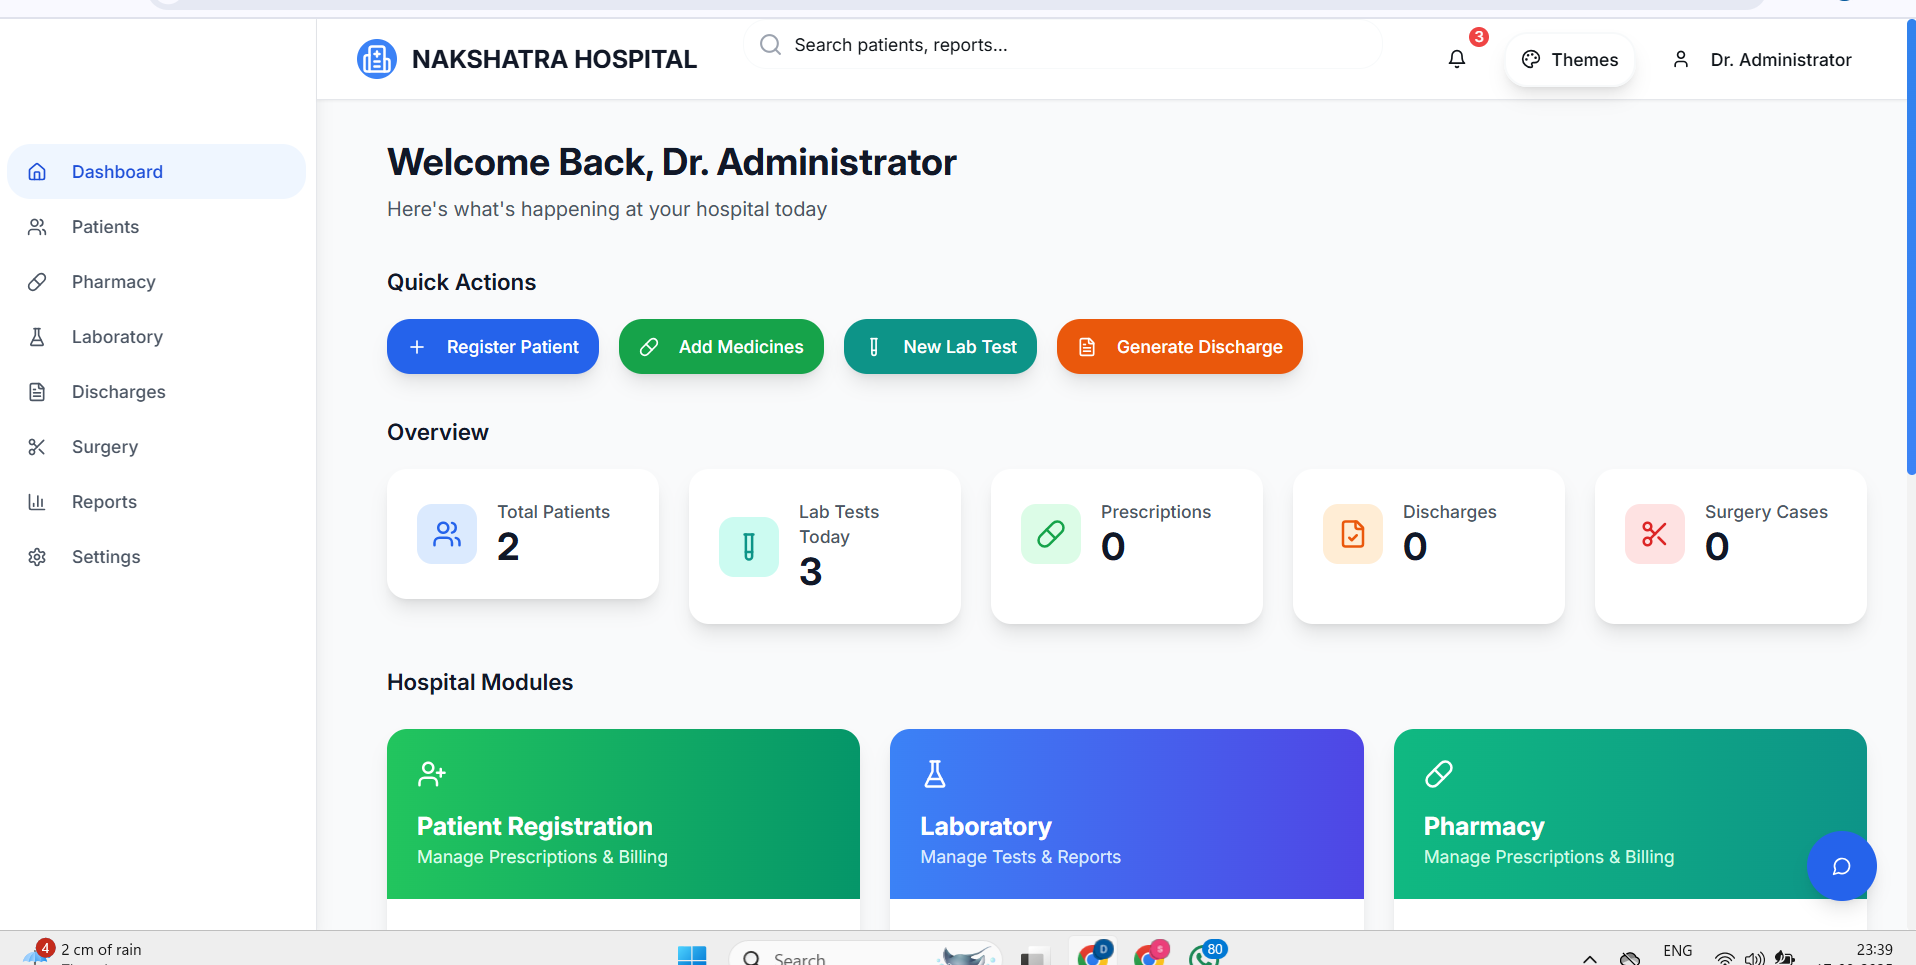 NAKSHATRA HOSPITAL
Search patients, reports...
3
Themes
Dr. Administrator
Dashboard
Patients
Pharmacy
Laboratory
Discharges
Surgery
Reports
Settings
Welcome Back, Dr. Administrator
Here's what's happening at your hospital today
Quick Actions
Register Patient
Add Medicines
New Lab Test
Generate Discharge
Overview
Total Patients
2
Lab Tests
Today
3
Prescriptions
0
Discharges
0
Surgery Cases
0
Hospital Modules
Patient Registration
Manage Prescriptions & Billing
Laboratory
Manage Tests & Reports
Pharmacy
Manage Prescriptions & Billing
4
2 cm of rain
Search
D
S
80
ENG
23:39